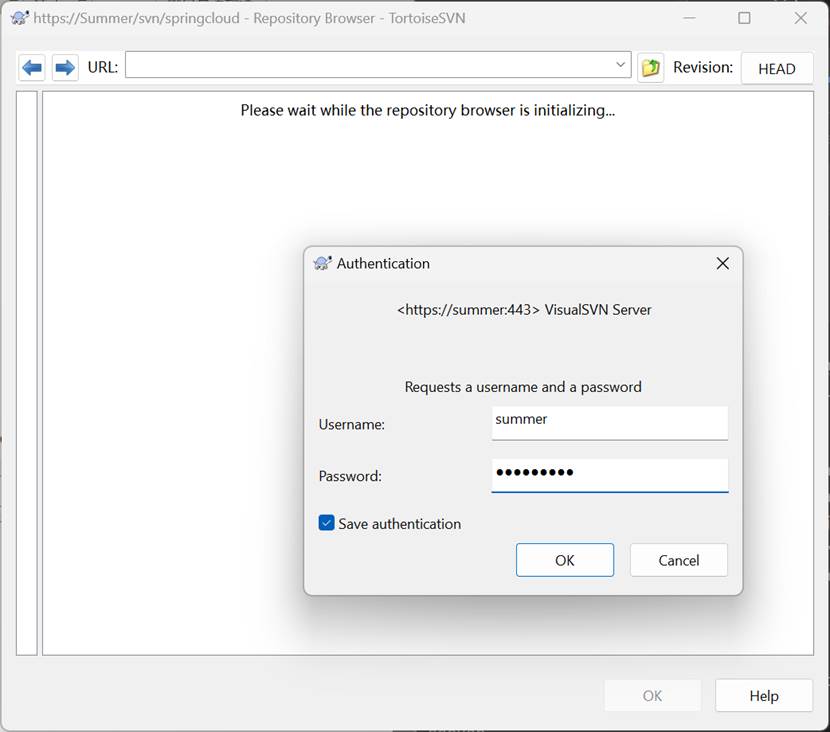 https://Summer/svn/springcloud - Repository Browser - TortoiseSVN
URL:
Revision:
HEAD
Please wait while the repository browser is initializing...
Authentication
<https://summer:443> VisualSVN Server
Requests a username and a password
Username:
summer
Password:
●●●●●●●●●
Save authentication
OK
Cancel
OK
Help